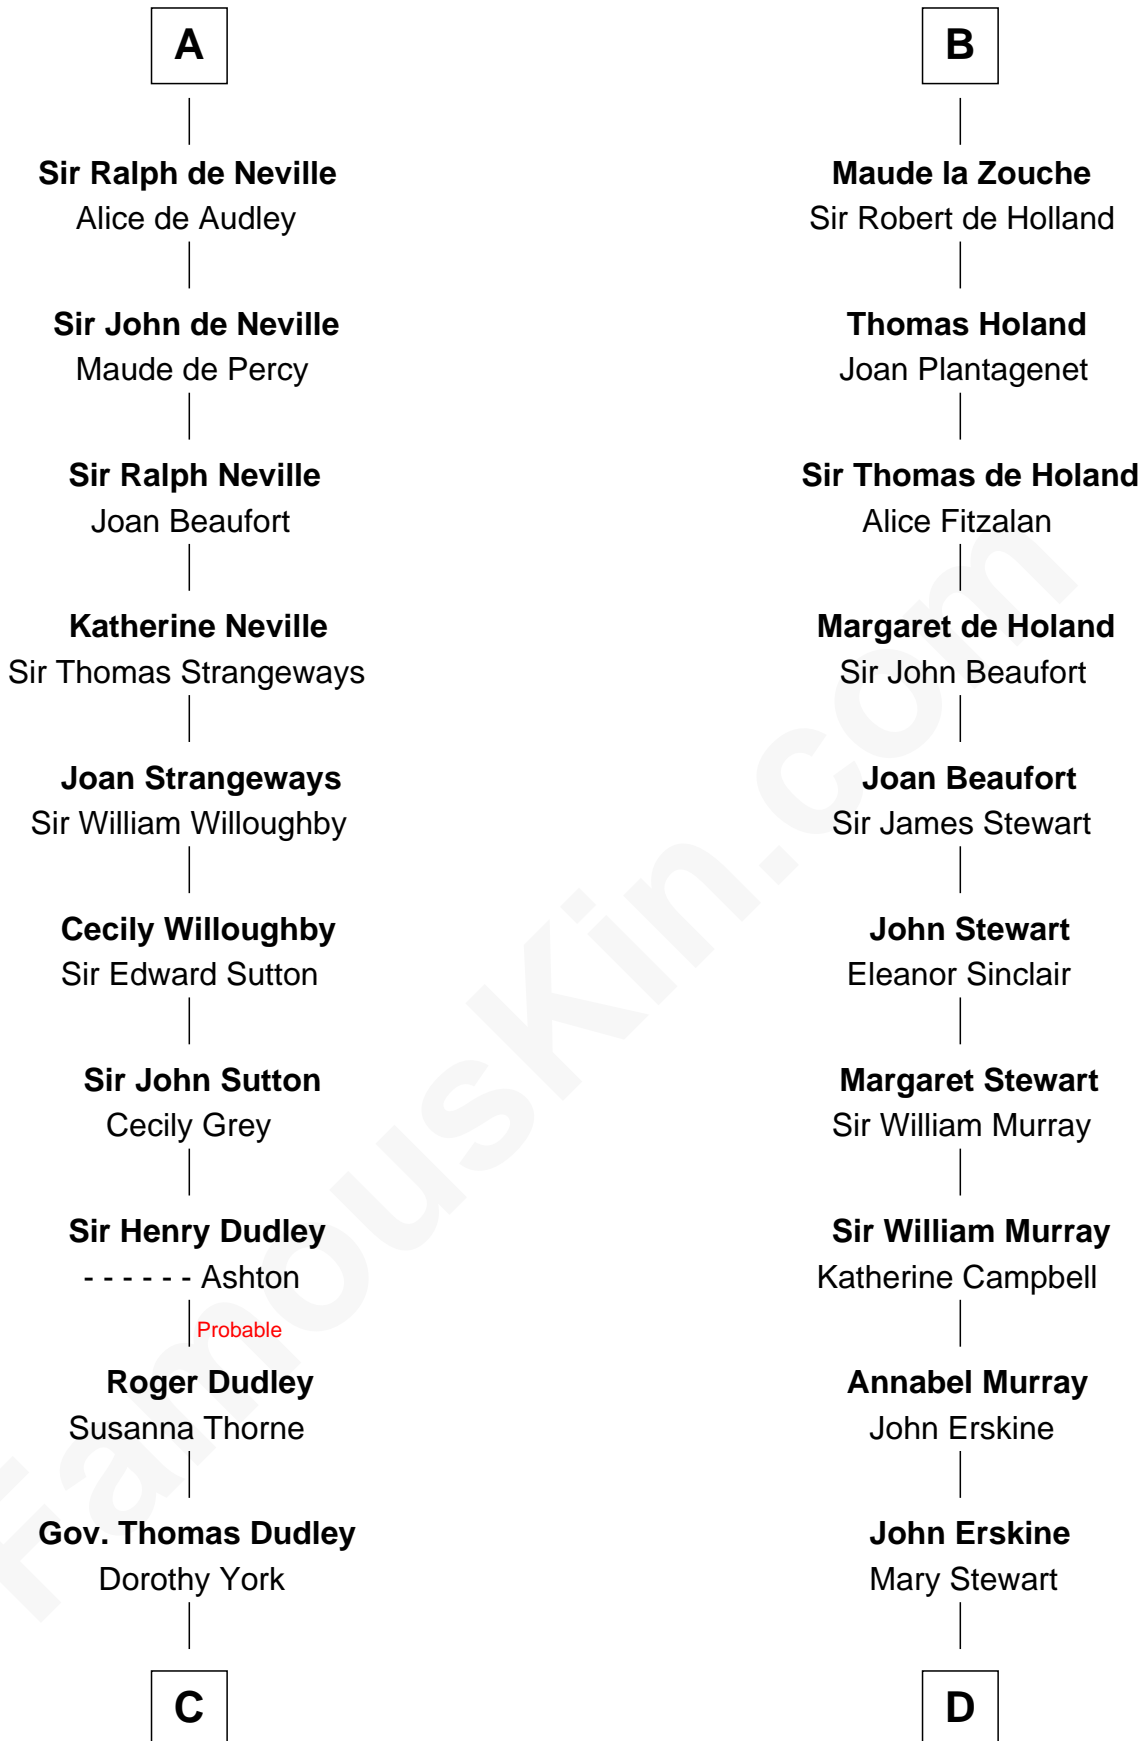 A
Sir Ralph de Neville
Alice de Audley
Sir John de Neville
Maude de Percy
Sir Ralph Neville
Joan Beaufort
Katherine Neville
Sir Thomas Strangeways
Joan Strangeways
Sir William Willoughby
Cecily Willoughby
Sir Edward Sutton
Sir John Sutton
Cecily Grey
Sir Henry Dudley
- - - - - - Ashton
Probable
Roger Dudley
Susanna Thorne
Gov. Thomas Dudley
Dorothy York
C
B
Maude la Zouche
Sir Robert de Holland
Thomas Holand
Joan Plantagenet
Sir Thomas de Holand
Alice Fitzalan
Margaret de Holand
Sir John Beaufort
Joan Beaufort
Sir James Stewart
John Stewart
Eleanor Sinclair
Margaret Stewart
Sir William Murray
Sir William Murray
Katherine Campbell
Annabel Murray
John Erskine
John Erskine
Mary Stewart
D
FamousKin.com